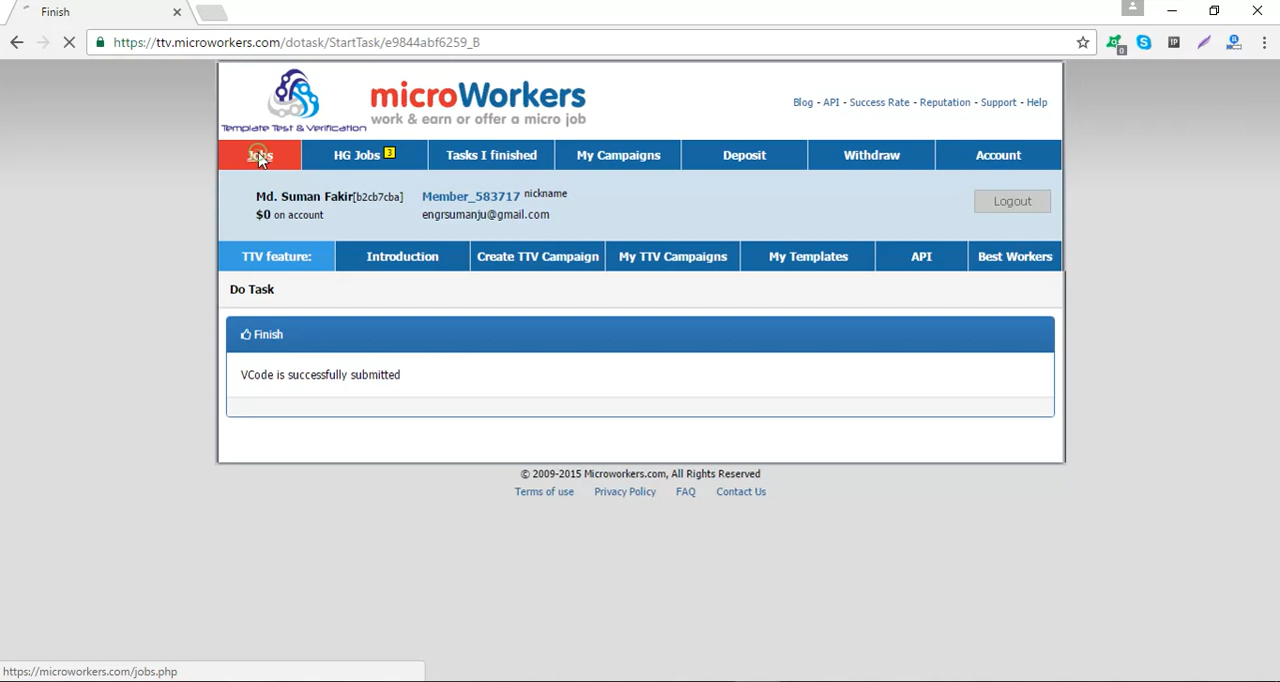 Finish
https://ttv.microworkers.com/dotask/StartTask/e9844abf6259_B
0
IP
microWorkers
work & earn or offer a micro job
Template Test & Verification
Blog - API - Success Rate - Reputation - Support - Help
Jobs HG Jobs 3 Tasks I finished My Campaigns Deposit Withdraw Account
Md. Suman Fakir[b2cb7cba] Member_583717 nickname
$0 on account engrsumanju@gmail.com
Logout
TTV feature: Introduction Create TTV Campaign My TTV Campaigns My Templates API Best Workers
Do Task
Finish
VCode is successfully submitted
© 2009-2015 Microworkers.com, All Rights Reserved
Terms of use Privacy Policy FAQ Contact Us
https://microworkers.com/jobs.php